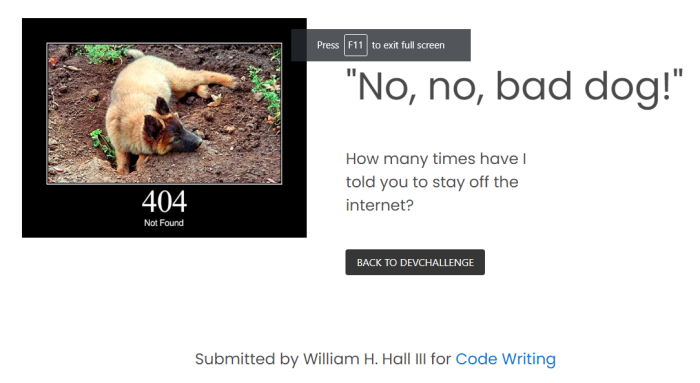 Press F11 to exit full screen
"No, no, bad dog!"
How many times have I
told you to stay off the
internet?
404
Not Found
BACK TO DEVCHALLENGE
Submitted by William H. Hall III for Code Writing